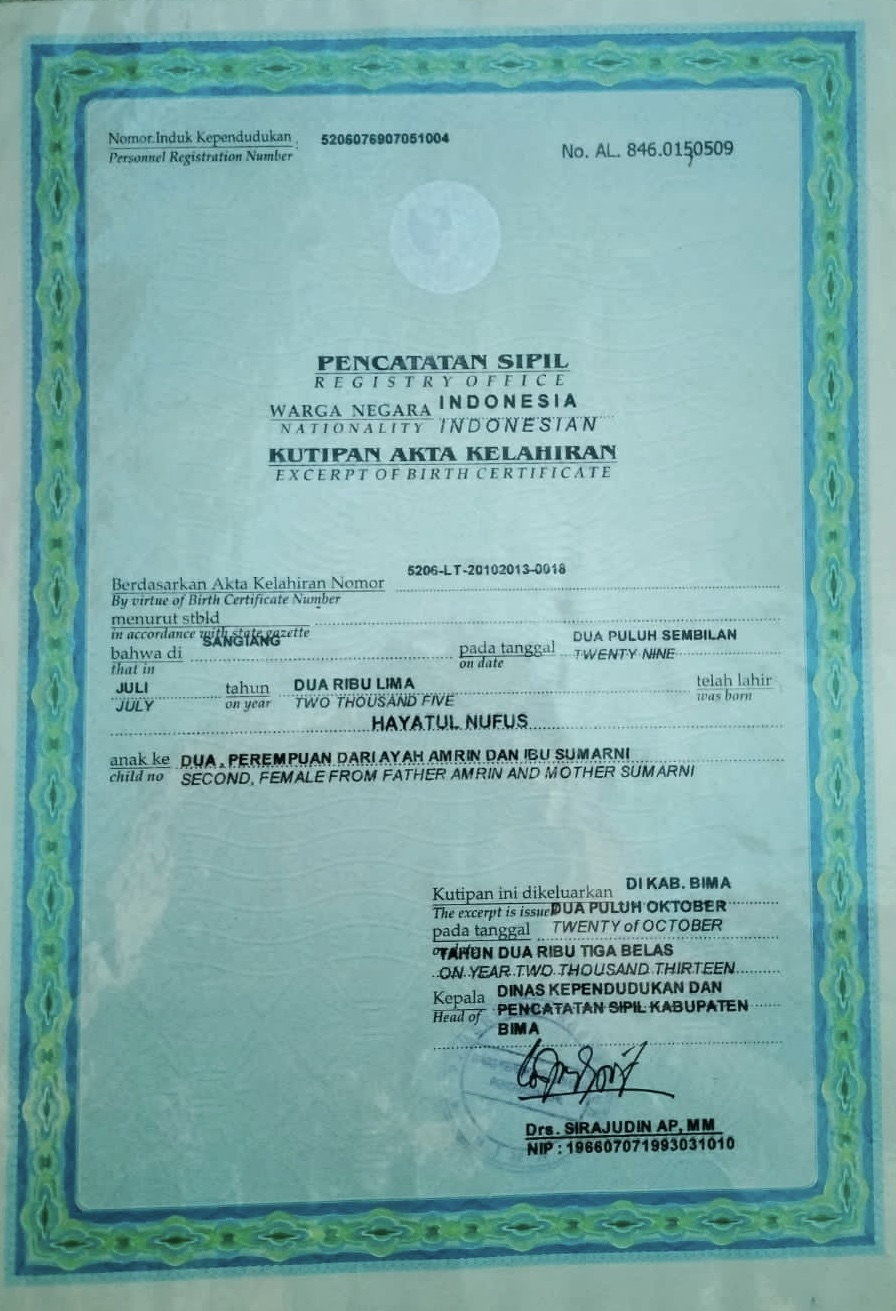 Nomor Induk Kependudukan : 5206076907051004
Personnel Registration Number
No. AL. 846.0150509
PENCATATAN SIPIL
REGISTRY OFFICE
WARGA NEGARA INDONESIA
NATIONALITY INDONESIAN
KUTIPAN AKTA KELAHIRAN
EXCERPT OF BIRTH CERTIFICATE
Berdasarkan Akta Kelahiran Nomor 5206-LT-20102013-0018
By virtue of Birth Certificate Number
menurut stbld
in accordance with state gazette
bahwa di SANGIANG pada tanggal DUA PULUH SEMBILAN
that in on date TWENTY NINE
JULI tahun DUA RIBU LIMA telah lahir
JULY on year TWO THOUSAND FIVE was born
HAYATUL NUFUS
anak ke DUA, PEREMPUAN DARI AYAH AMRIN DAN IBU SUMARNI
child no SECOND, FEMALE FROM FATHER AMRIN AND MOTHER SUMARNI
Kutipan ini dikeluarkan DI KAB. BIMA
The excerpt is issue DUA PULUH OKTOBER
pada tanggal TWENTY of OCTOBER
TAHUN DUA RIBU TIGA BELAS
ON YEAR TWO THOUSAND THIRTEEN
Kepala DINAS KEPENDUDUKAN DAN
Head of PENCATATAN SIPIL KABUPATEN
BIMA
Drs. SIRAJUDIN AP, MM
NIP : 196607071993031010